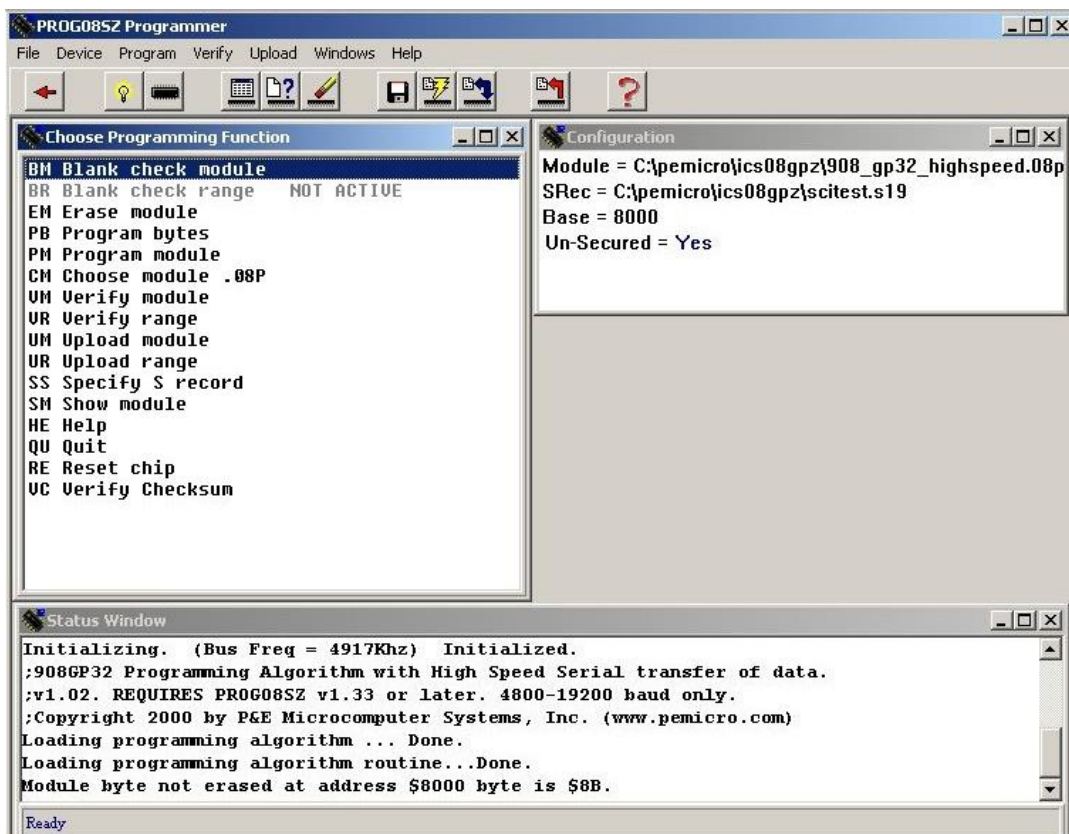 PROG08SZ Programmer
File Device Program Verify Upload Windows Help
Choose Programming Function
BM Blank check module
BR Blank check range NOT ACTIVE
EM Erase module
PB Program bytes
PM Program module
CM Choose module .08P
VM Verify module
VR Verify range
UM Upload module
UR Upload range
SS Specify S record
SM Show module
HE Help
QU Quit
RE Reset chip
VC Verify Checksum
Configuration
Module = C:\pemicro\ics08gpz\908_gp32_highspeed.08p
SRec = C:\pemicro\ics08gpz\scitest.s19
Base = 8000
Un-Secured = Yes
Status Window
Initializing. (Bus Freq = 4917Khz) Initialized.
;908GP32 Programming Algorithm with High Speed Serial transfer of data.
;v1.02. REQUIRES PROG08SZ v1.33 or later. 4800-19200 baud only.
;Copyright 2000 by P&E Microcomputer Systems, Inc. (www.pemicro.com)
Loading programming algorithm ... Done.
Loading programming algorithm routine...Done.
Module byte not erased at address $8000 byte is $8B.
Ready